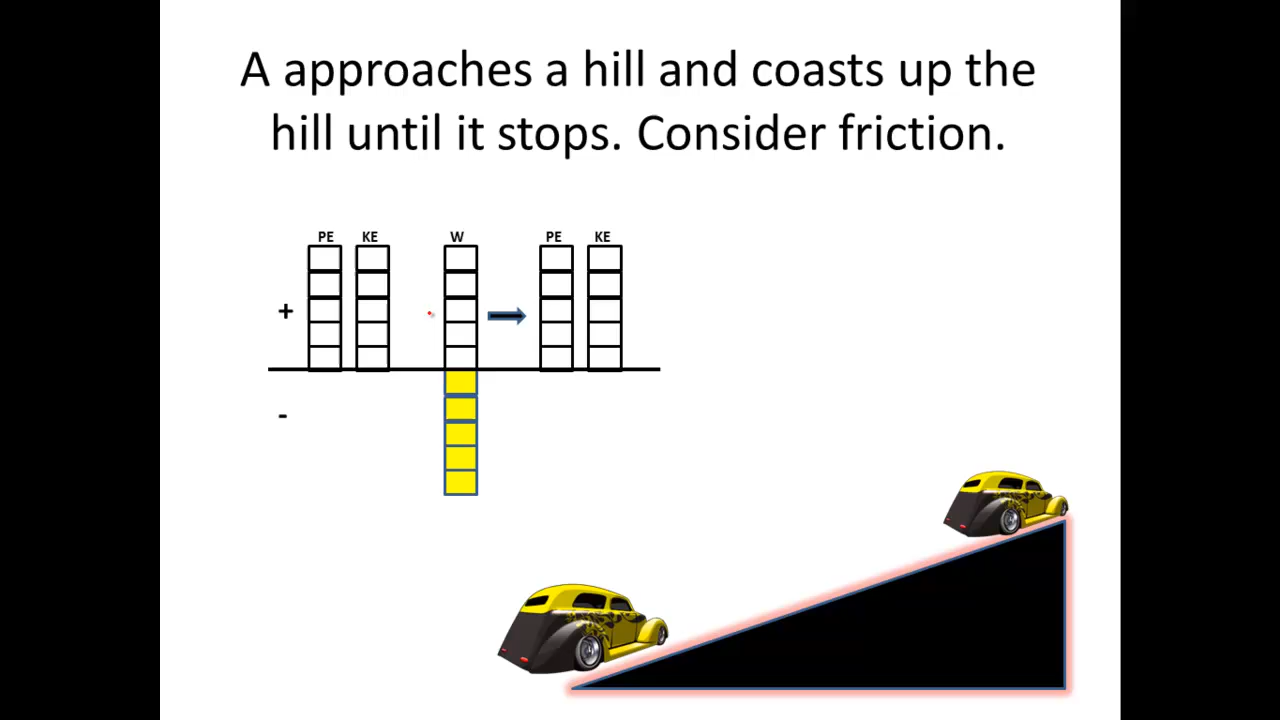 A approaches a hill and coasts up the
hill until it stops. Consider friction.
PE KE W PE KE
+
-